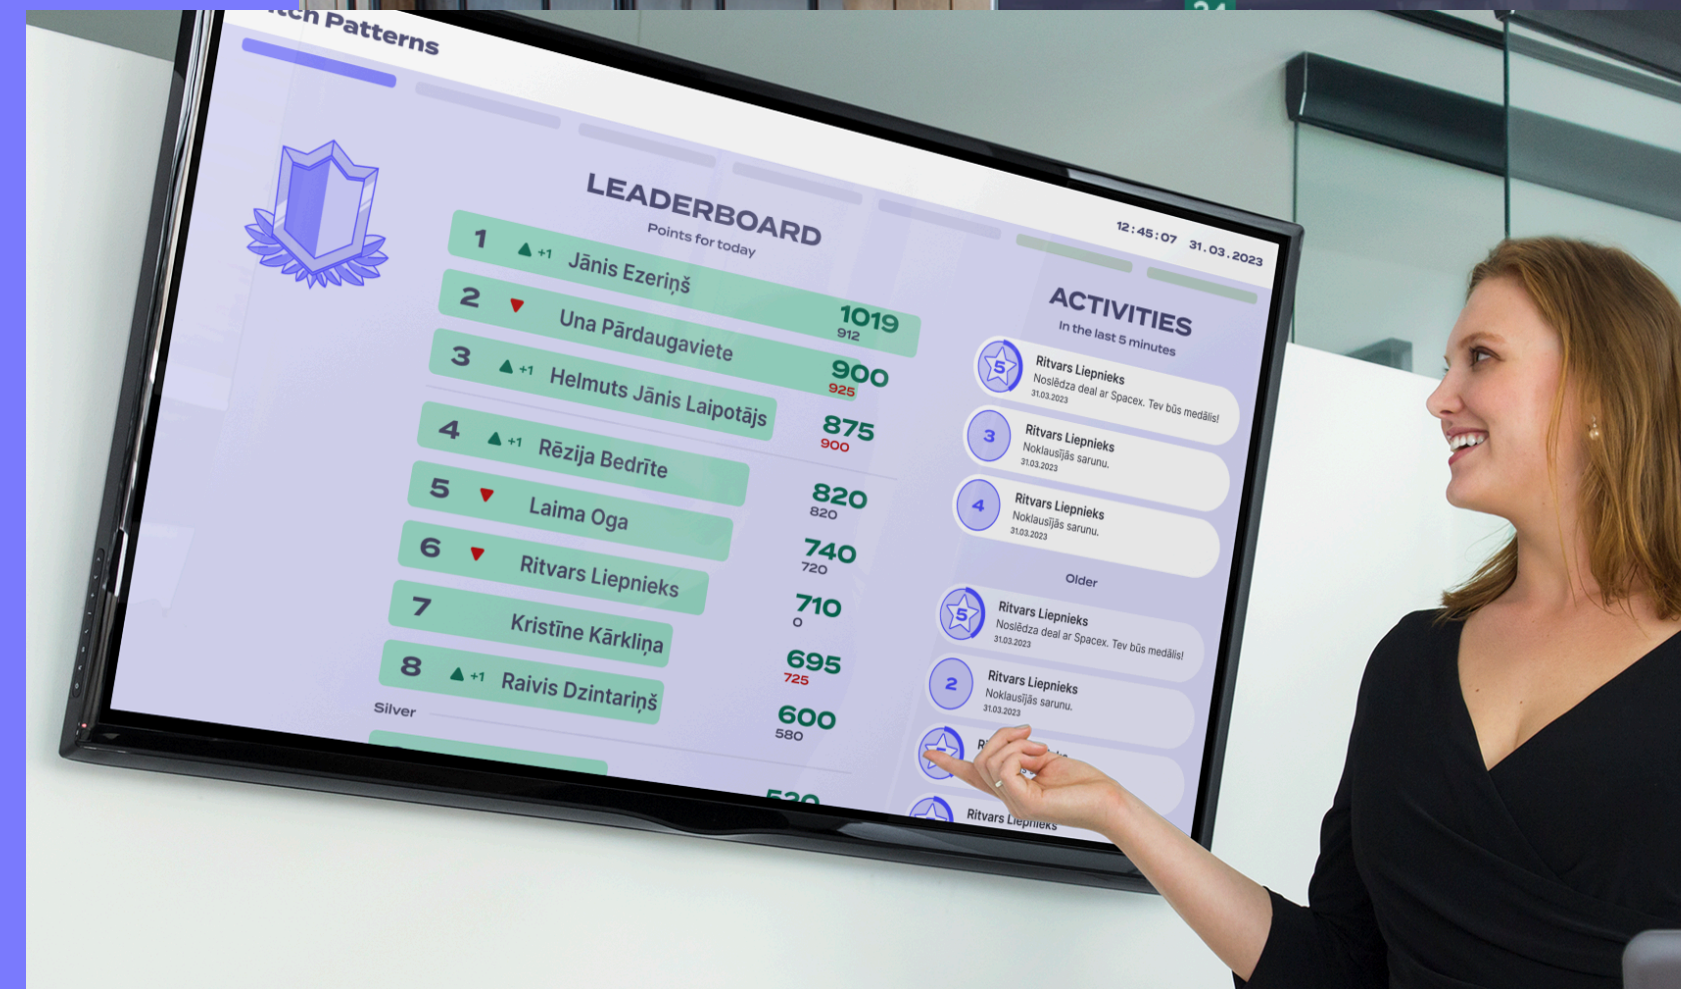 Patterns
12:45:07 31.03.2023
LEADERBOARD
Points for today
1 ▲ +1 Jānis Ezeriņš 1019
912
2 ▼ Una Pārdaugaviete 900
925
3 ▲ +1 Helmuts Jānis Laipotājs 875
900
4 ▲ +1 Rēzija Bedrīte 820
820
5 ▼ Laima Oga 740
720
6 ▼ Ritvars Liepnieks 710
0
7 Kristīne Kārkliņa 695
725
8 ▲ +1 Raivis Dzintariņš 600
580
Silver
520
ACTIVITIES
In the last 5 minutes
5 Ritvars Liepnieks
Noslēdza deal ar Spacex. Tev būs medālis!
31.03.2023
3 Ritvars Liepnieks
Noklausījās sarunu.
31.03.2023
4 Ritvars Liepnieks
Noklausījās sarunu.
31.03.2023
Older
5 Ritvars Liepnieks
Noslēdza deal ar Spacex. Tev būs medālis!
31.03.2023
2 Ritvars Liepnieks
Noklausījās sarunu.
31.03.2023
Ritvars Liepnieks